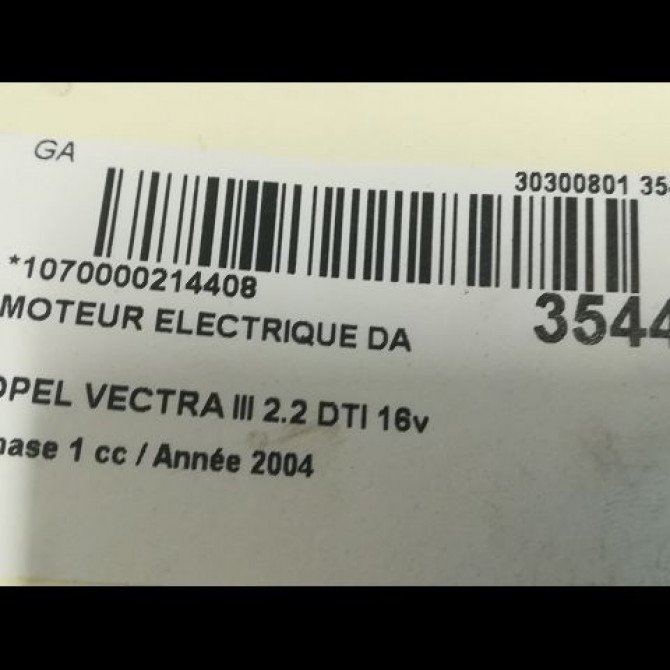 GA
30300801 35
*1070000214408
3544
MOTEUR ELECTRIQUE DA
OPEL VECTRA III 2.2 DTI 16v
hase 1 cc / Année 2004